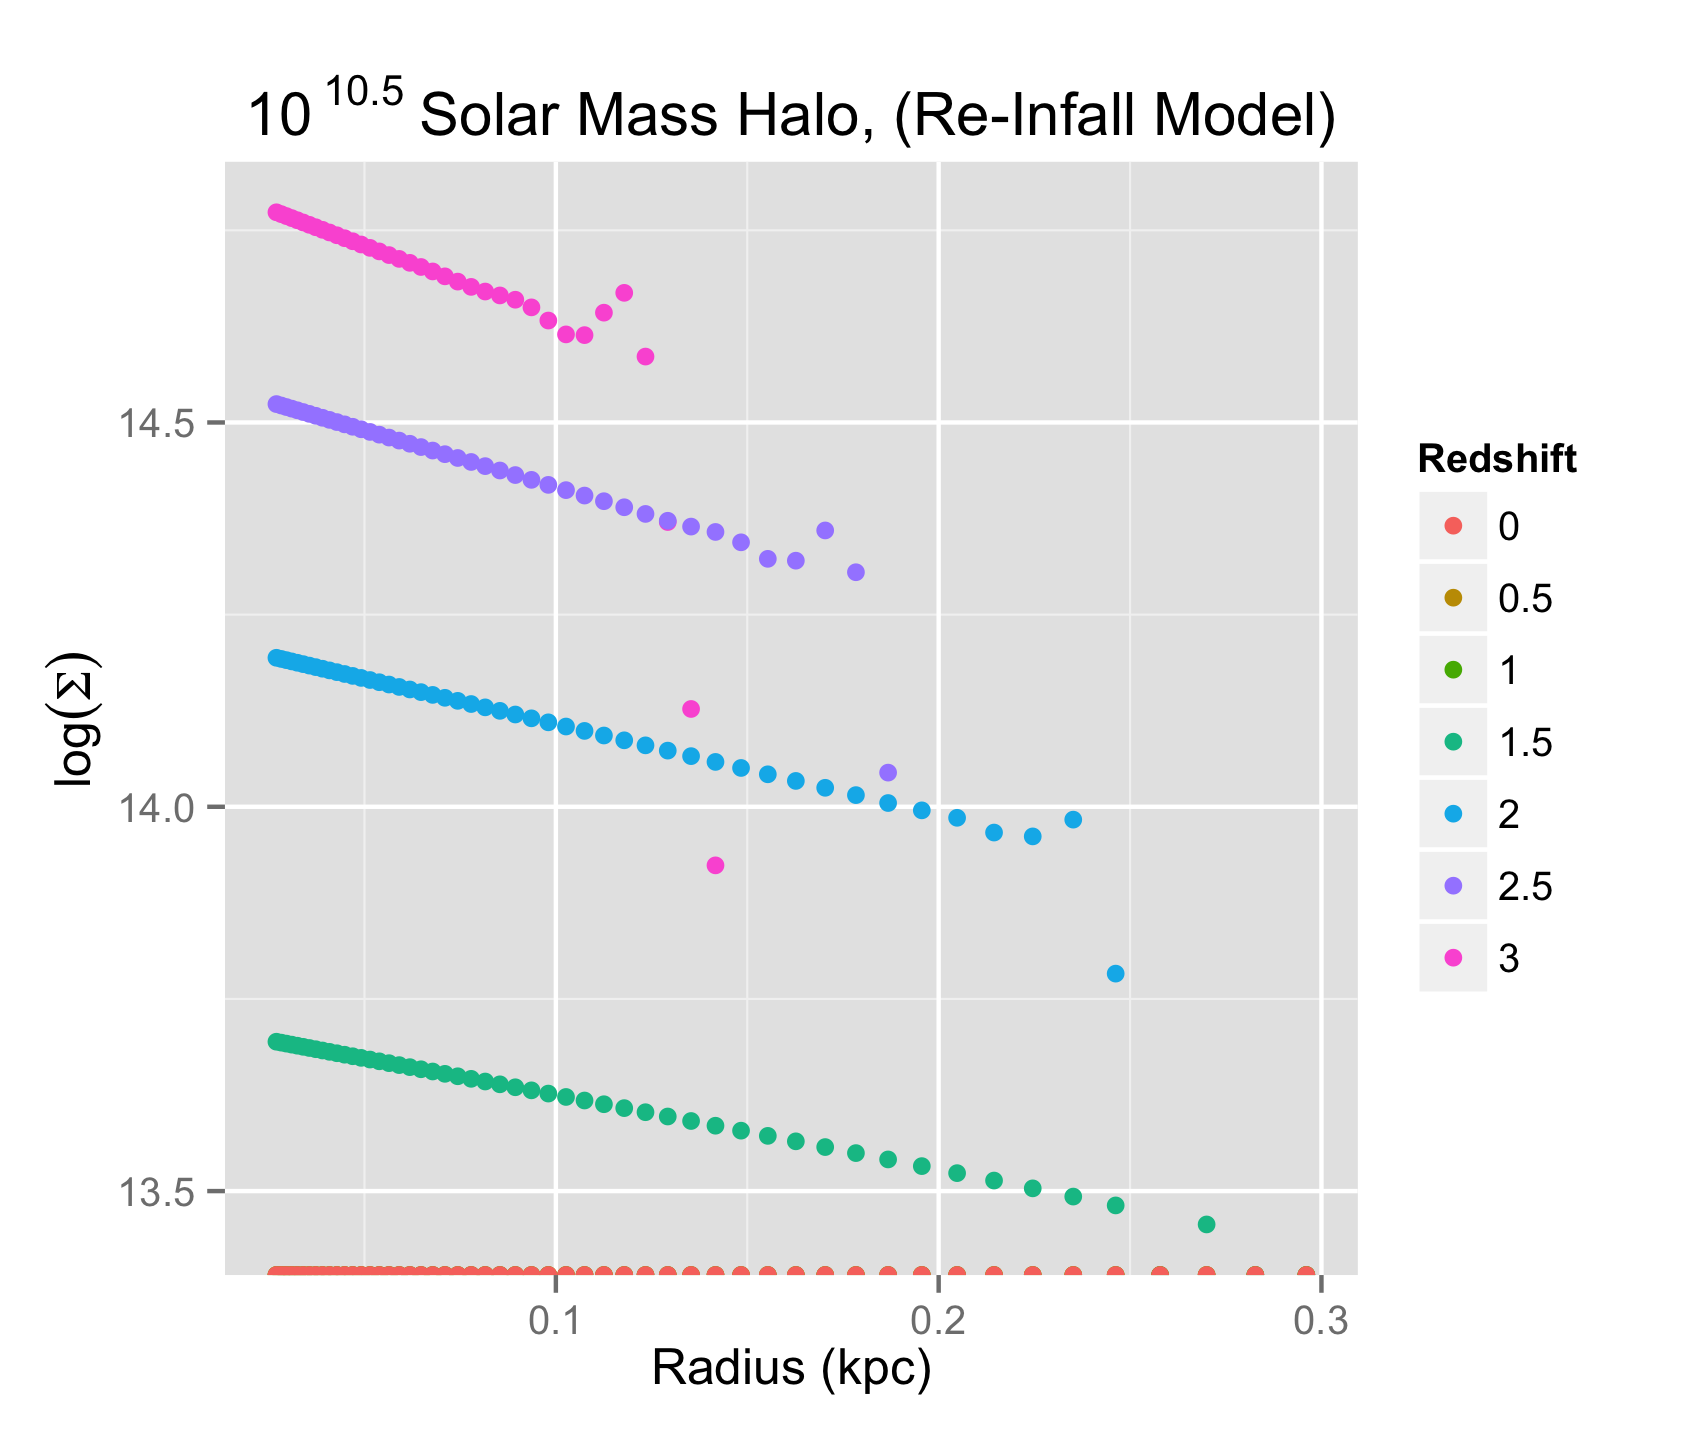 10^10.5 Solar Mass Halo, (Re-Infall Model)
log(Σ)
14.5
14.0
13.5
0.1 0.2 0.3
Radius (kpc)
Redshift
0
0.5
1
1.5
2
2.5
3